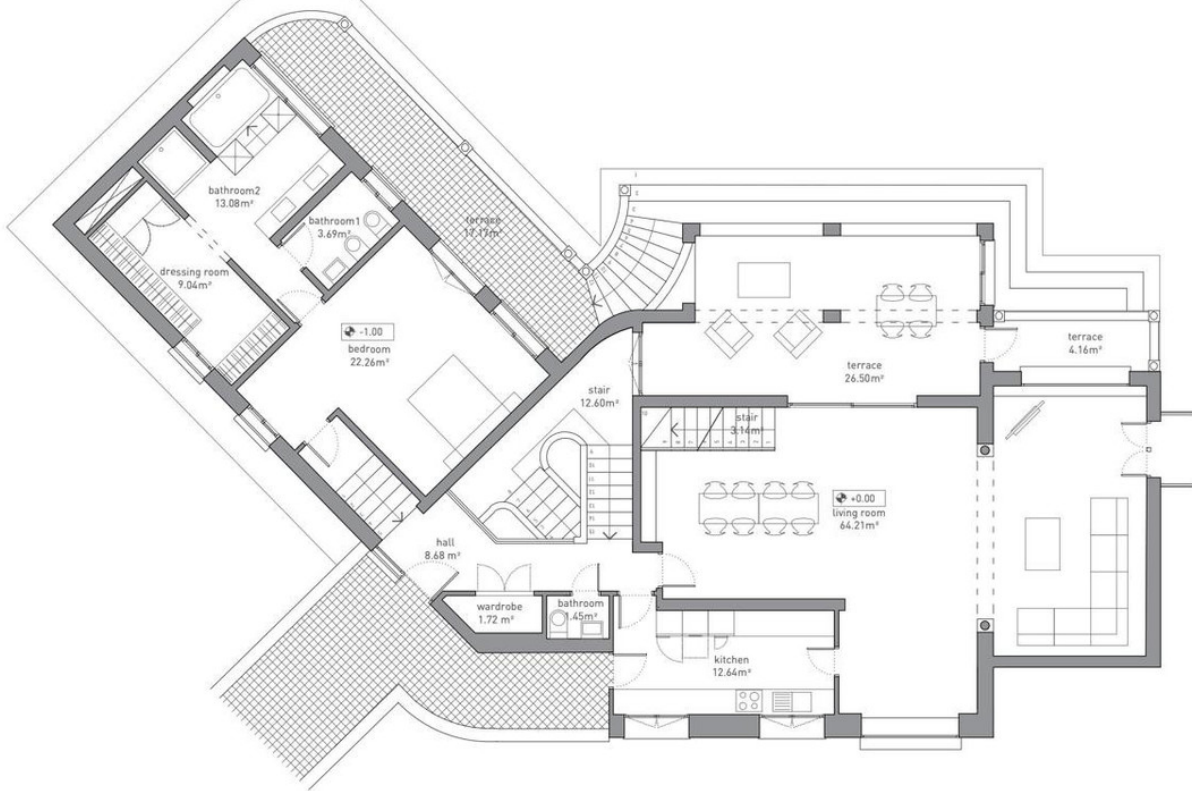 bathroom2
13.08m²
bathroom1
3.69m²
terrace
17.17m²
dressing room
9.04m²
-1.00
bedroom
22.26m²
terrace
4.16m²
terrace
26.50m²
stair
12.60m²
stair
3.14m²
+0.00
living room
64.21m²
hall
8.68 m²
wardrobe
1.72 m²
bathroom
1.45m²
kitchen
12.64m²